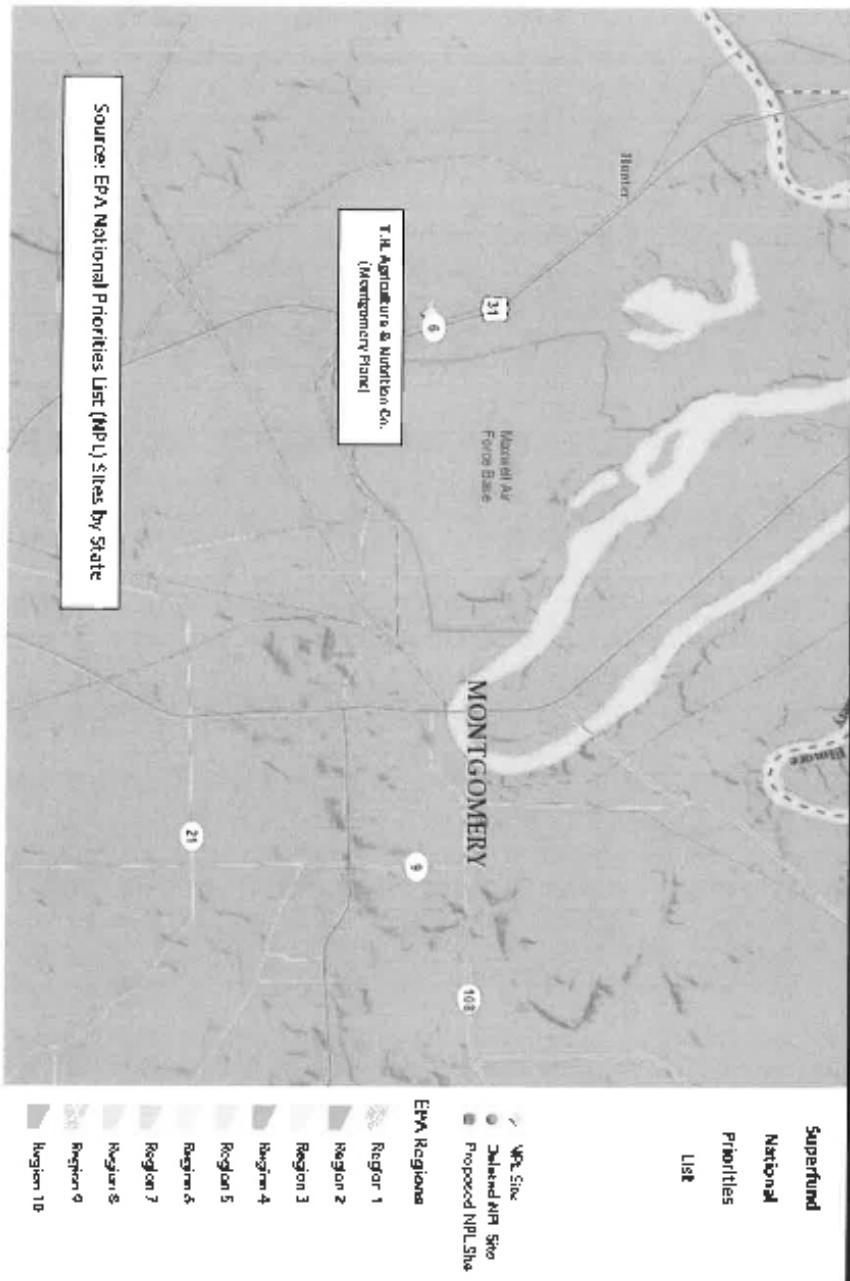 Superfund
National
Priorities
List
NPL Site
Deleted NPL Site
Proposed NPL Site
EPA Regions
Region 1
Region 2
Region 3
Region 4
Region 5
Region 6
Region 7
Region 8
Region 9
Region 10
Elmore
Hunter
31
6
T.H. Agriculture & Nutrition Co.
(Montgomery Plant)
Maxwell Air
Force Base
MONTGOMERY
9
108
21
Source: EPA National Priorities List (NPL) Sites by State